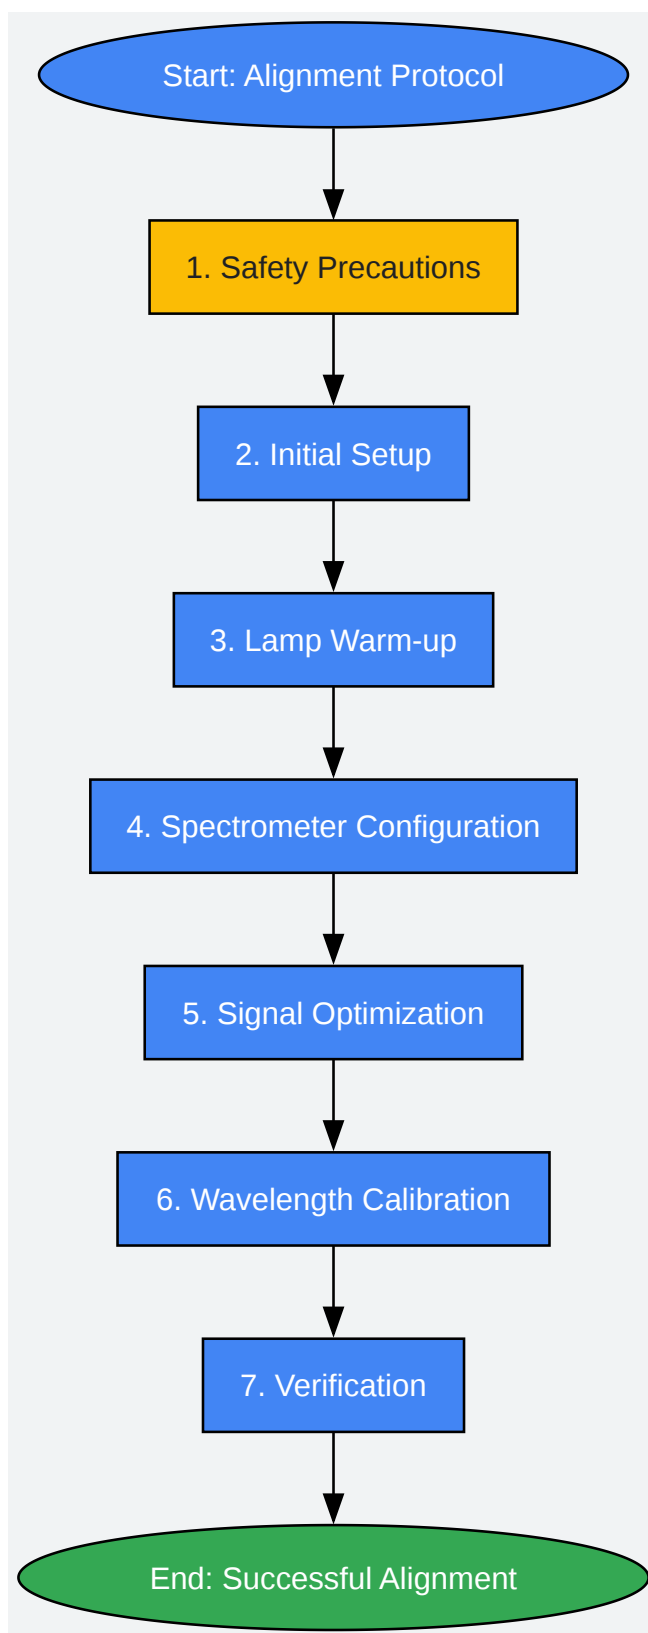 Start: Alignment Protocol
1. Safety Precautions
2. Initial Setup
3. Lamp Warm-up
4. Spectrometer Configuration
5. Signal Optimization
6. Wavelength Calibration
7. Verification
End: Successful Alignment